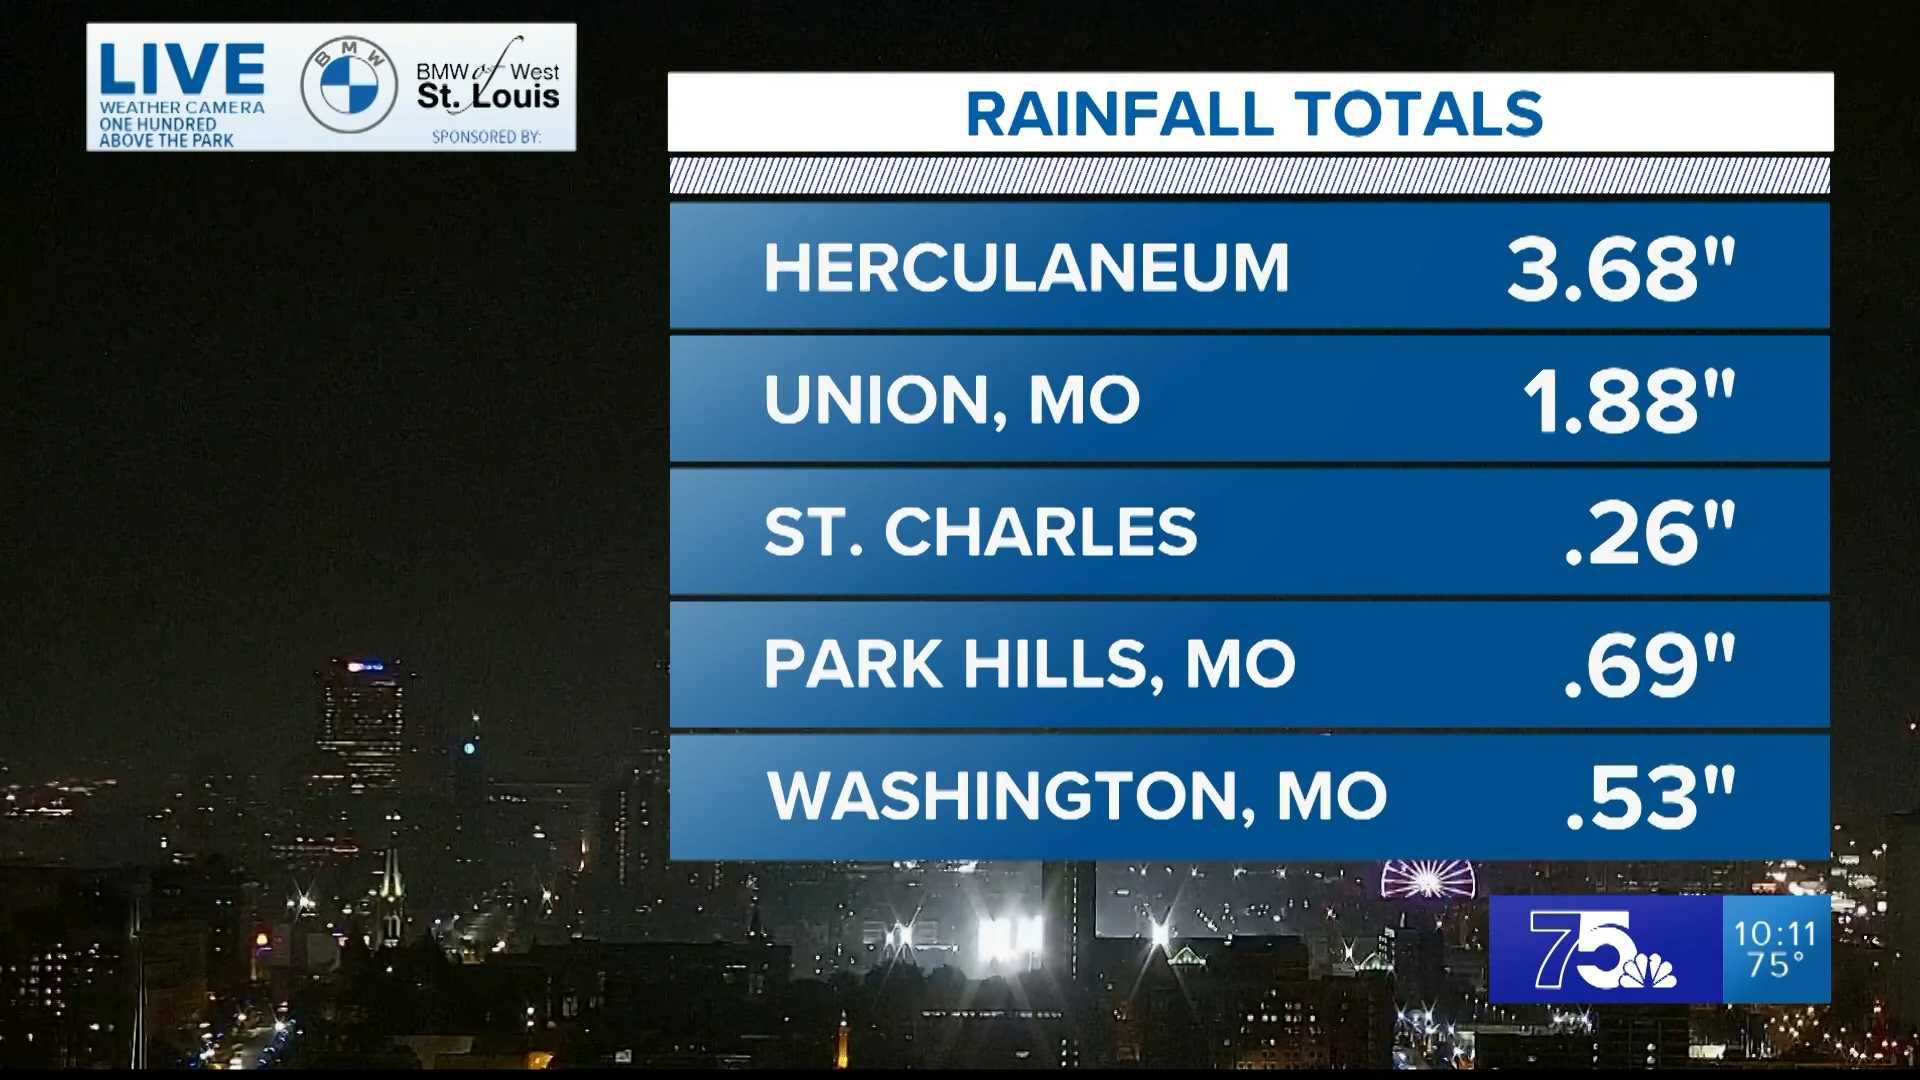 LIVE
WEATHER CAMERA
ONE HUNDRED
ABOVE THE PARK
BMW
BMW of West
St. Louis
SPONSORED BY:
RAINFALL TOTALS
HERCULANEUM 3.68"
UNION, MO 1.88"
ST. CHARLES .26"
PARK HILLS, MO .69"
WASHINGTON, MO .53"
75
10:11
75°